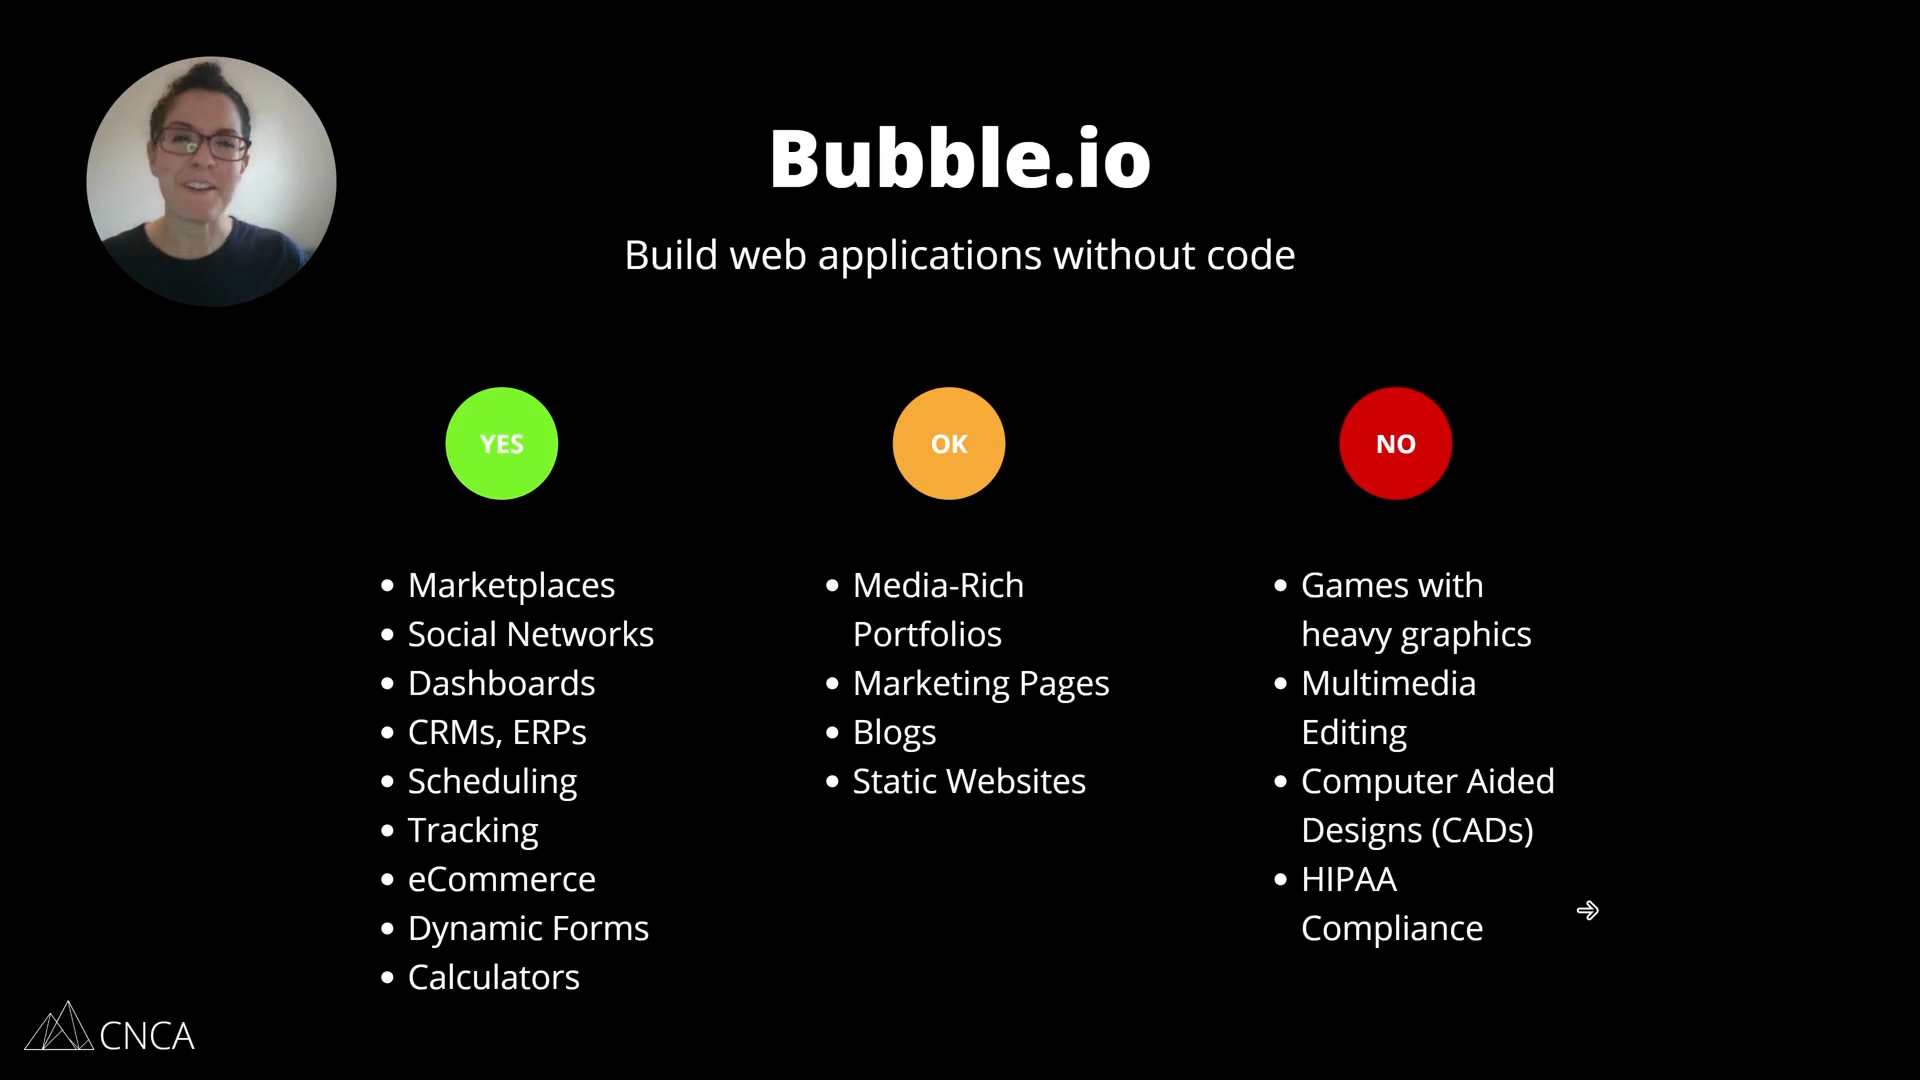 Bubble.io
Build web applications without code
YES
Marketplaces
Social Networks
Dashboards
CRMs, ERPs
Scheduling
Tracking
eCommerce
Dynamic Forms
Calculators
OK
Media-Rich
Portfolios
Marketing Pages
Blogs
Static Websites
NO
Games with
heavy graphics
Multimedia
Editing
Computer Aided
Designs (CADs)
HIPAA
Compliance
CNCA